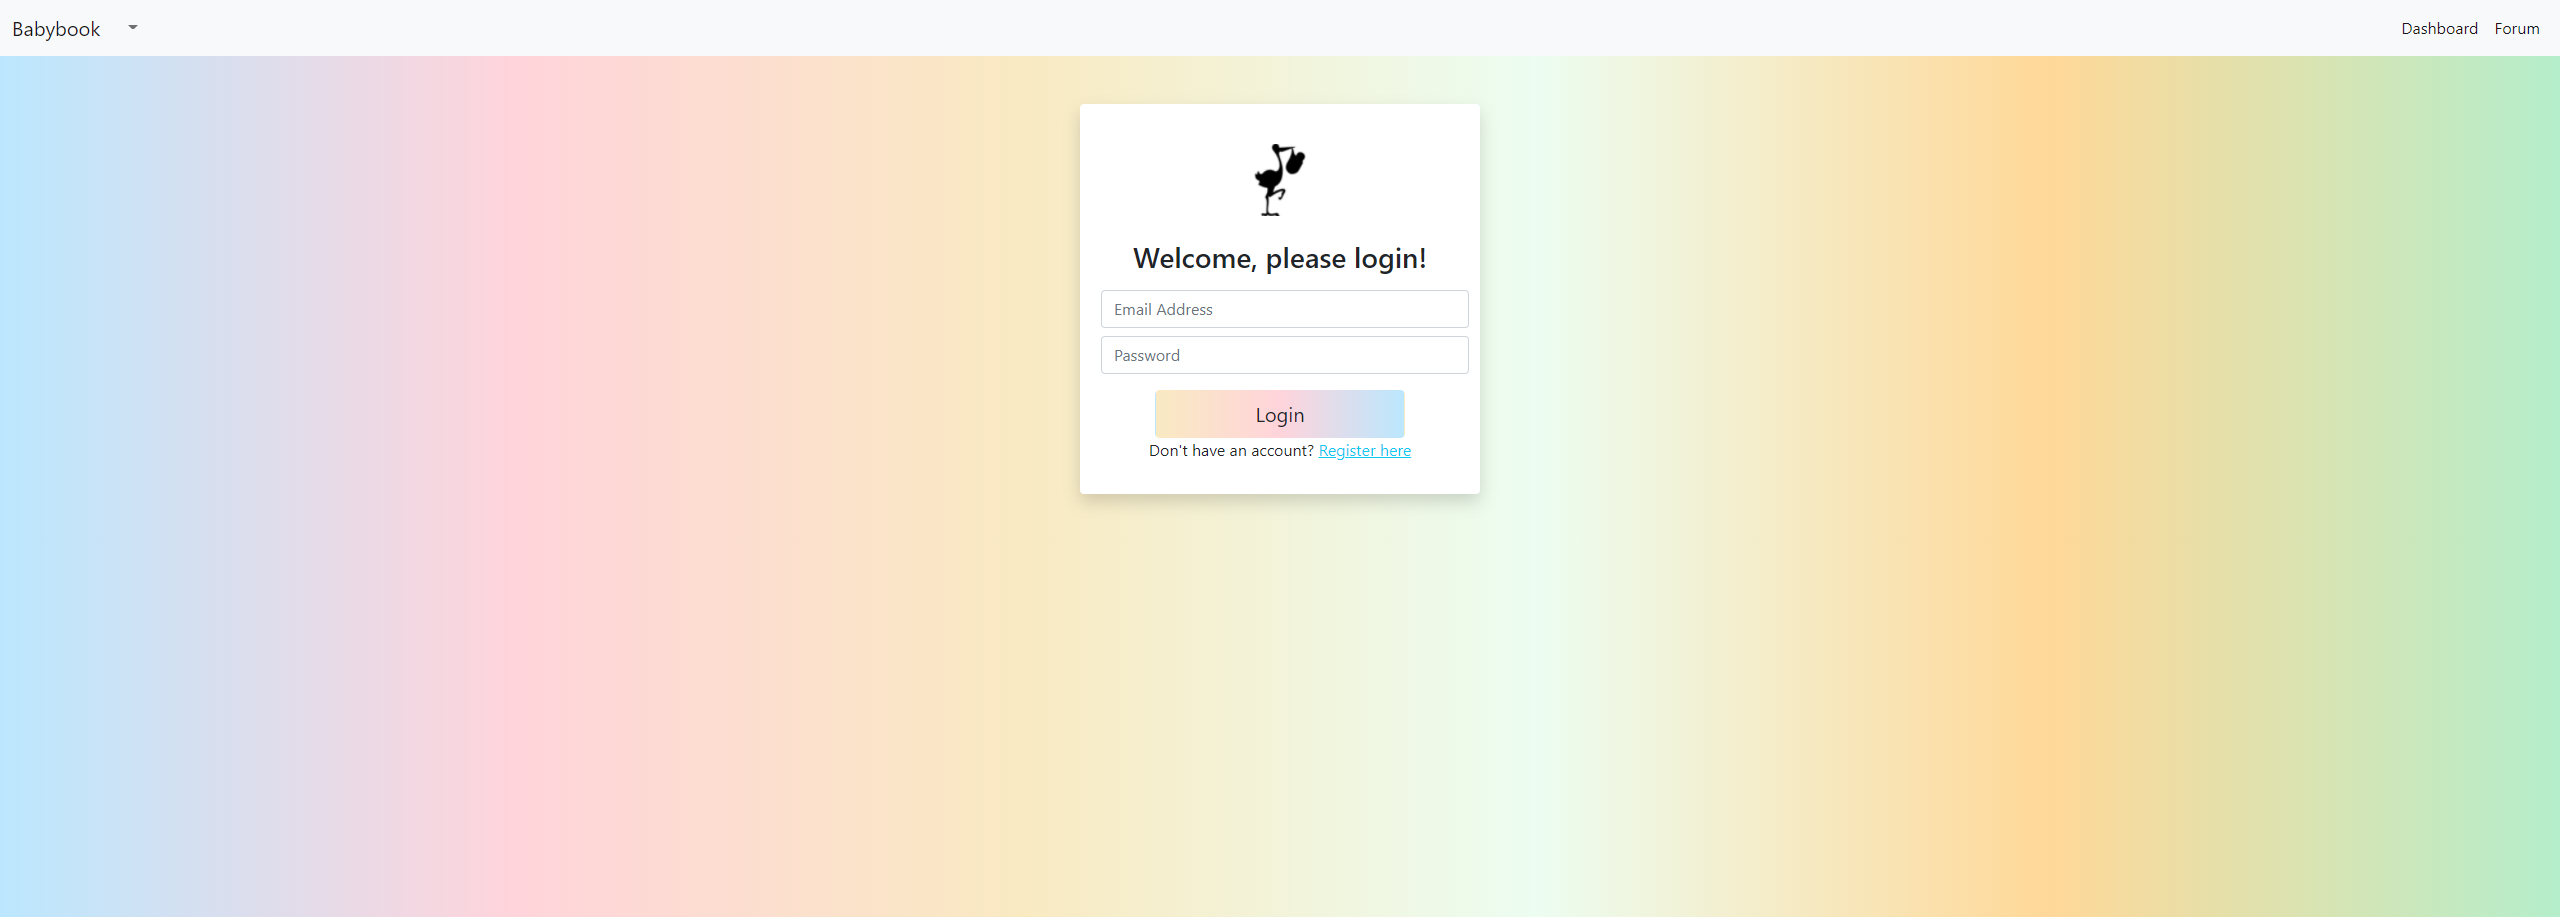 Babybook
Dashboard Forum
Welcome, please login!
Email Address
Password
Login
Don't have an account? Register here